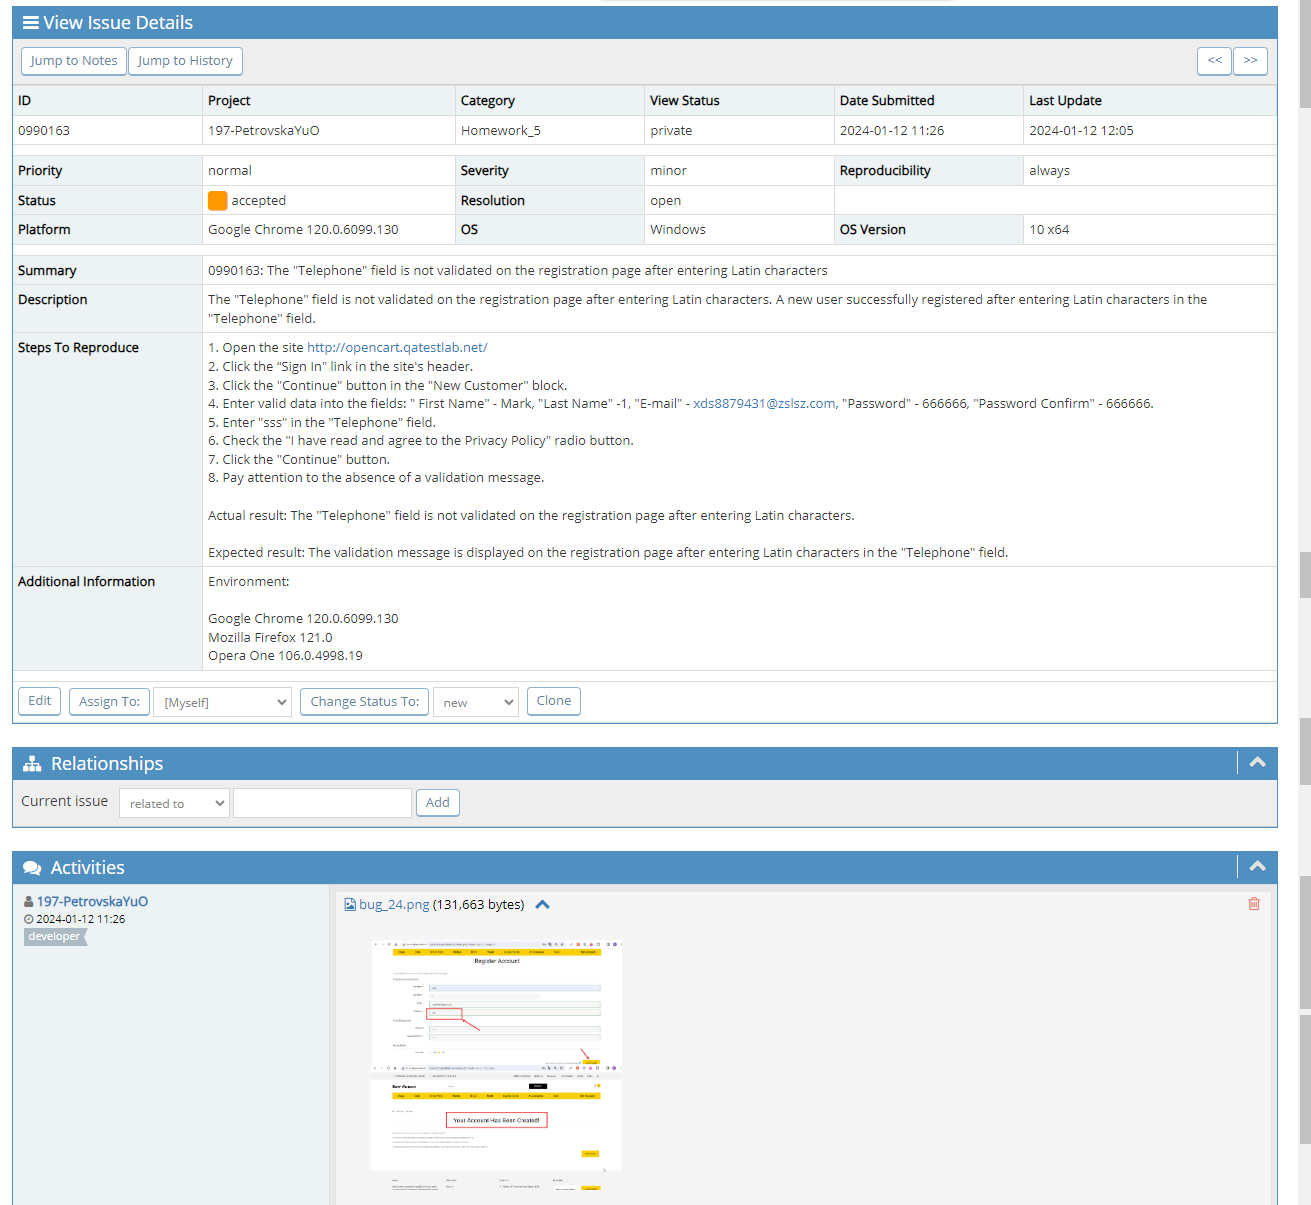 View Issue Details
Jump to Notes Jump to History << >>
ID Project Category View Status Date Submitted Last Update
0990163 197-PetrovskaYuO Homework_5 private 2024-01-12 11:26 2024-01-12 12:05
Priority normal Severity minor Reproducibility always
Status accepted Resolution open
Platform Google Chrome 120.0.6099.130 OS Windows OS Version 10 x64
Summary 0990163: The "Telephone" field is not validated on the registration page after entering Latin characters
Description The "Telephone" field is not validated on the registration page after entering Latin characters. A new user successfully registered after entering Latin characters in the
"Telephone" field.
Steps To Reproduce 1. Open the site http://opencart.qatestlab.net/
2. Click the “Sign In" link in the site's header.
3. Click the "Continue" button in the "New Customer" block.
4. Enter valid data into the fields: " First Name" - Mark, "Last Name" -1, "E-mail" - xds8879431@zslsz.com, "Password" - 666666, "Password Confirm" - 666666.
5. Enter "sss" in the "Telephone" field.
6. Check the "I have read and agree to the Privacy Policy" radio button.
7. Click the "Continue" button.
8. Pay attention to the absence of a validation message.
Actual result: The "Telephone" field is not validated on the registration page after entering Latin characters.
Expected result: The validation message is displayed on the registration page after entering Latin characters in the "Telephone" field.
Additional Information Environment:
Google Chrome 120.0.6099.130
Mozilla Firefox 121.0
Opera One 106.0.4998.19
Edit Assign To: [Myself] Change Status To: new Clone
Relationships
Current issue related to Add
Activities
197-PetrovskaYuO bug_24.png (131,663 bytes)
2024-01-12 11:26
developer
Register Account
Your Account Has Been Created!